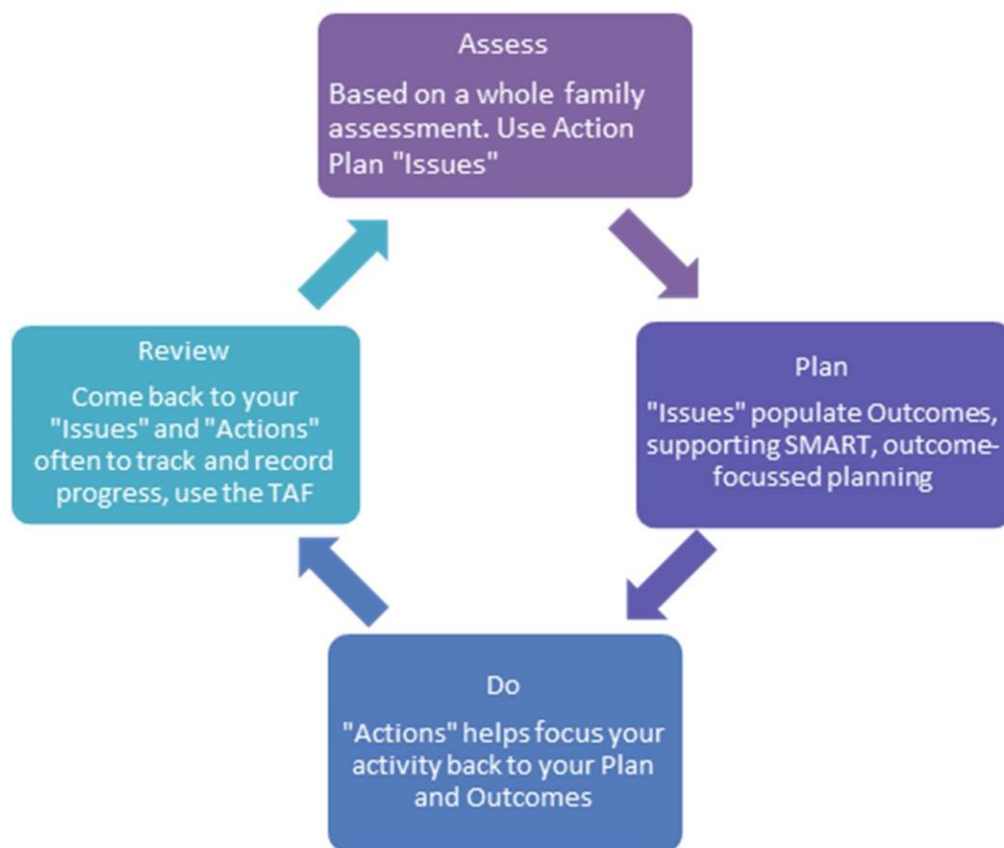 Assess
Based on a whole family
assessment. Use Action
Plan "Issues"
Plan
"Issues" populate Outcomes,
supporting SMART, outcome-
focussed planning
Do
"Actions" helps focus your
activity back to your Plan
and Outcomes
Review
Come back to your
"Issues" and "Actions"
often to track and record
progress, use the TAF